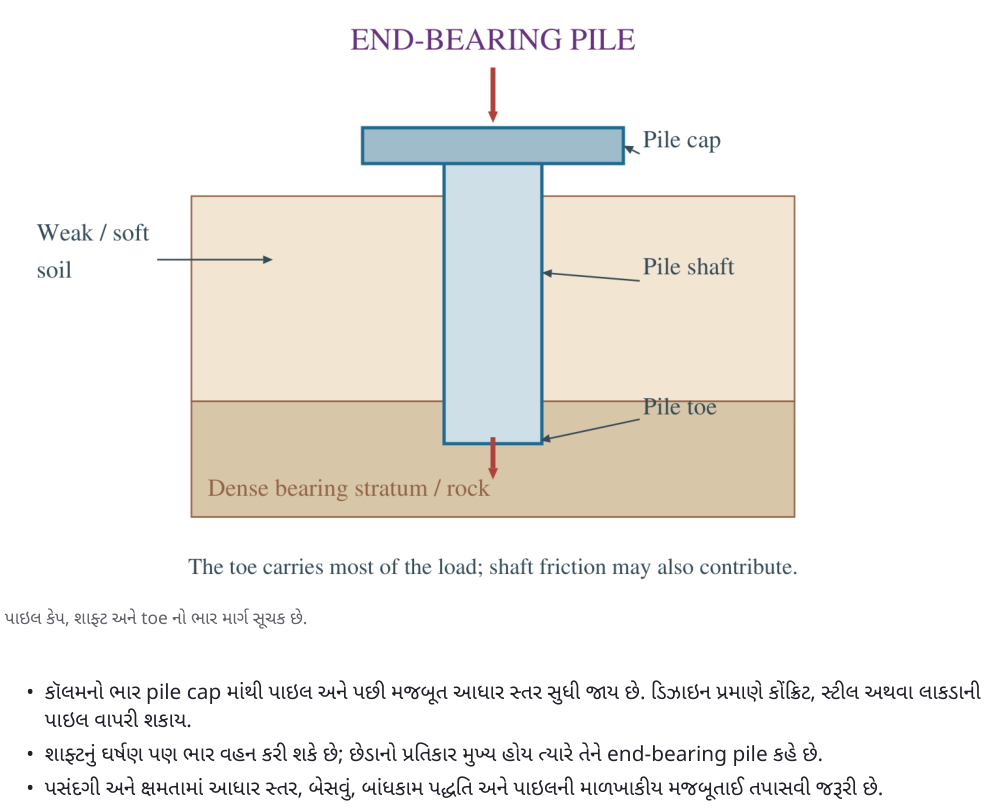 END-BEARING PILE
Pile cap
Weak / soft
soil
Pile shaft
Pile toe
Dense bearing stratum / rock
The toe carries most of the load; shaft friction may also contribute.
પાઇલ કેપ, શાફ્ટ અને toe નો ભાર માર્ગ સૂચક છે.
• કૉલમનો ભાર pile cap માંથી પાઇલ અને પછી મજબૂત આધાર સ્તર સુધી જાય છે. ડિઝાઇન પ્રમાણે કોંક્રિટ, સ્ટીલ અથવા લાકડાની
પાઇલ વાપરી શકાય.
• શાફ્ટનું ઘર્ષણ પણ ભાર વહન કરી શકે છે; છેડાનો પ્રતિકાર મુખ્ય હોય ત્યારે તેને end-bearing pile કહે છે.
• પસંદગી અને ક્ષમતામાં આધાર સ્તર, બેસવું, બાંધકામ પદ્ધતિ અને પાઇલની માળખાકીય મજબૂતાઈ તપાસવી જરૂરી છે.